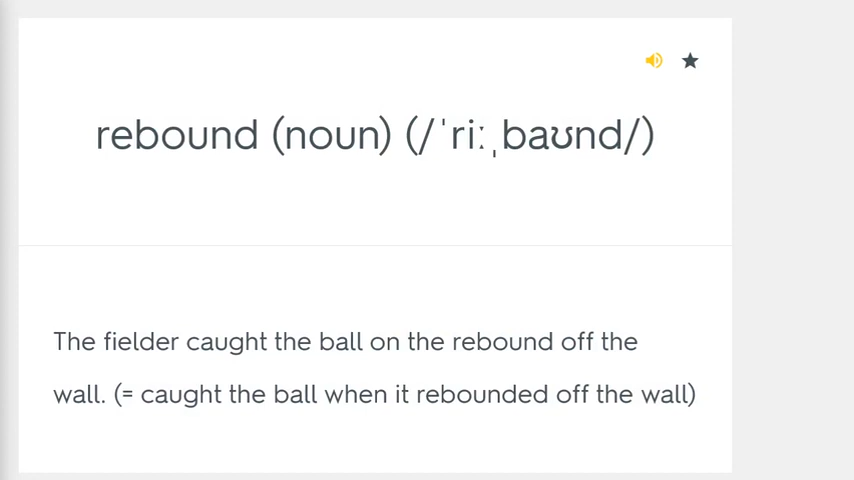 rebound (noun) (/ˈriːˌbaʊnd/)
The fielder caught the ball on the rebound off the
wall. (= caught the ball when it rebounded off the wall)